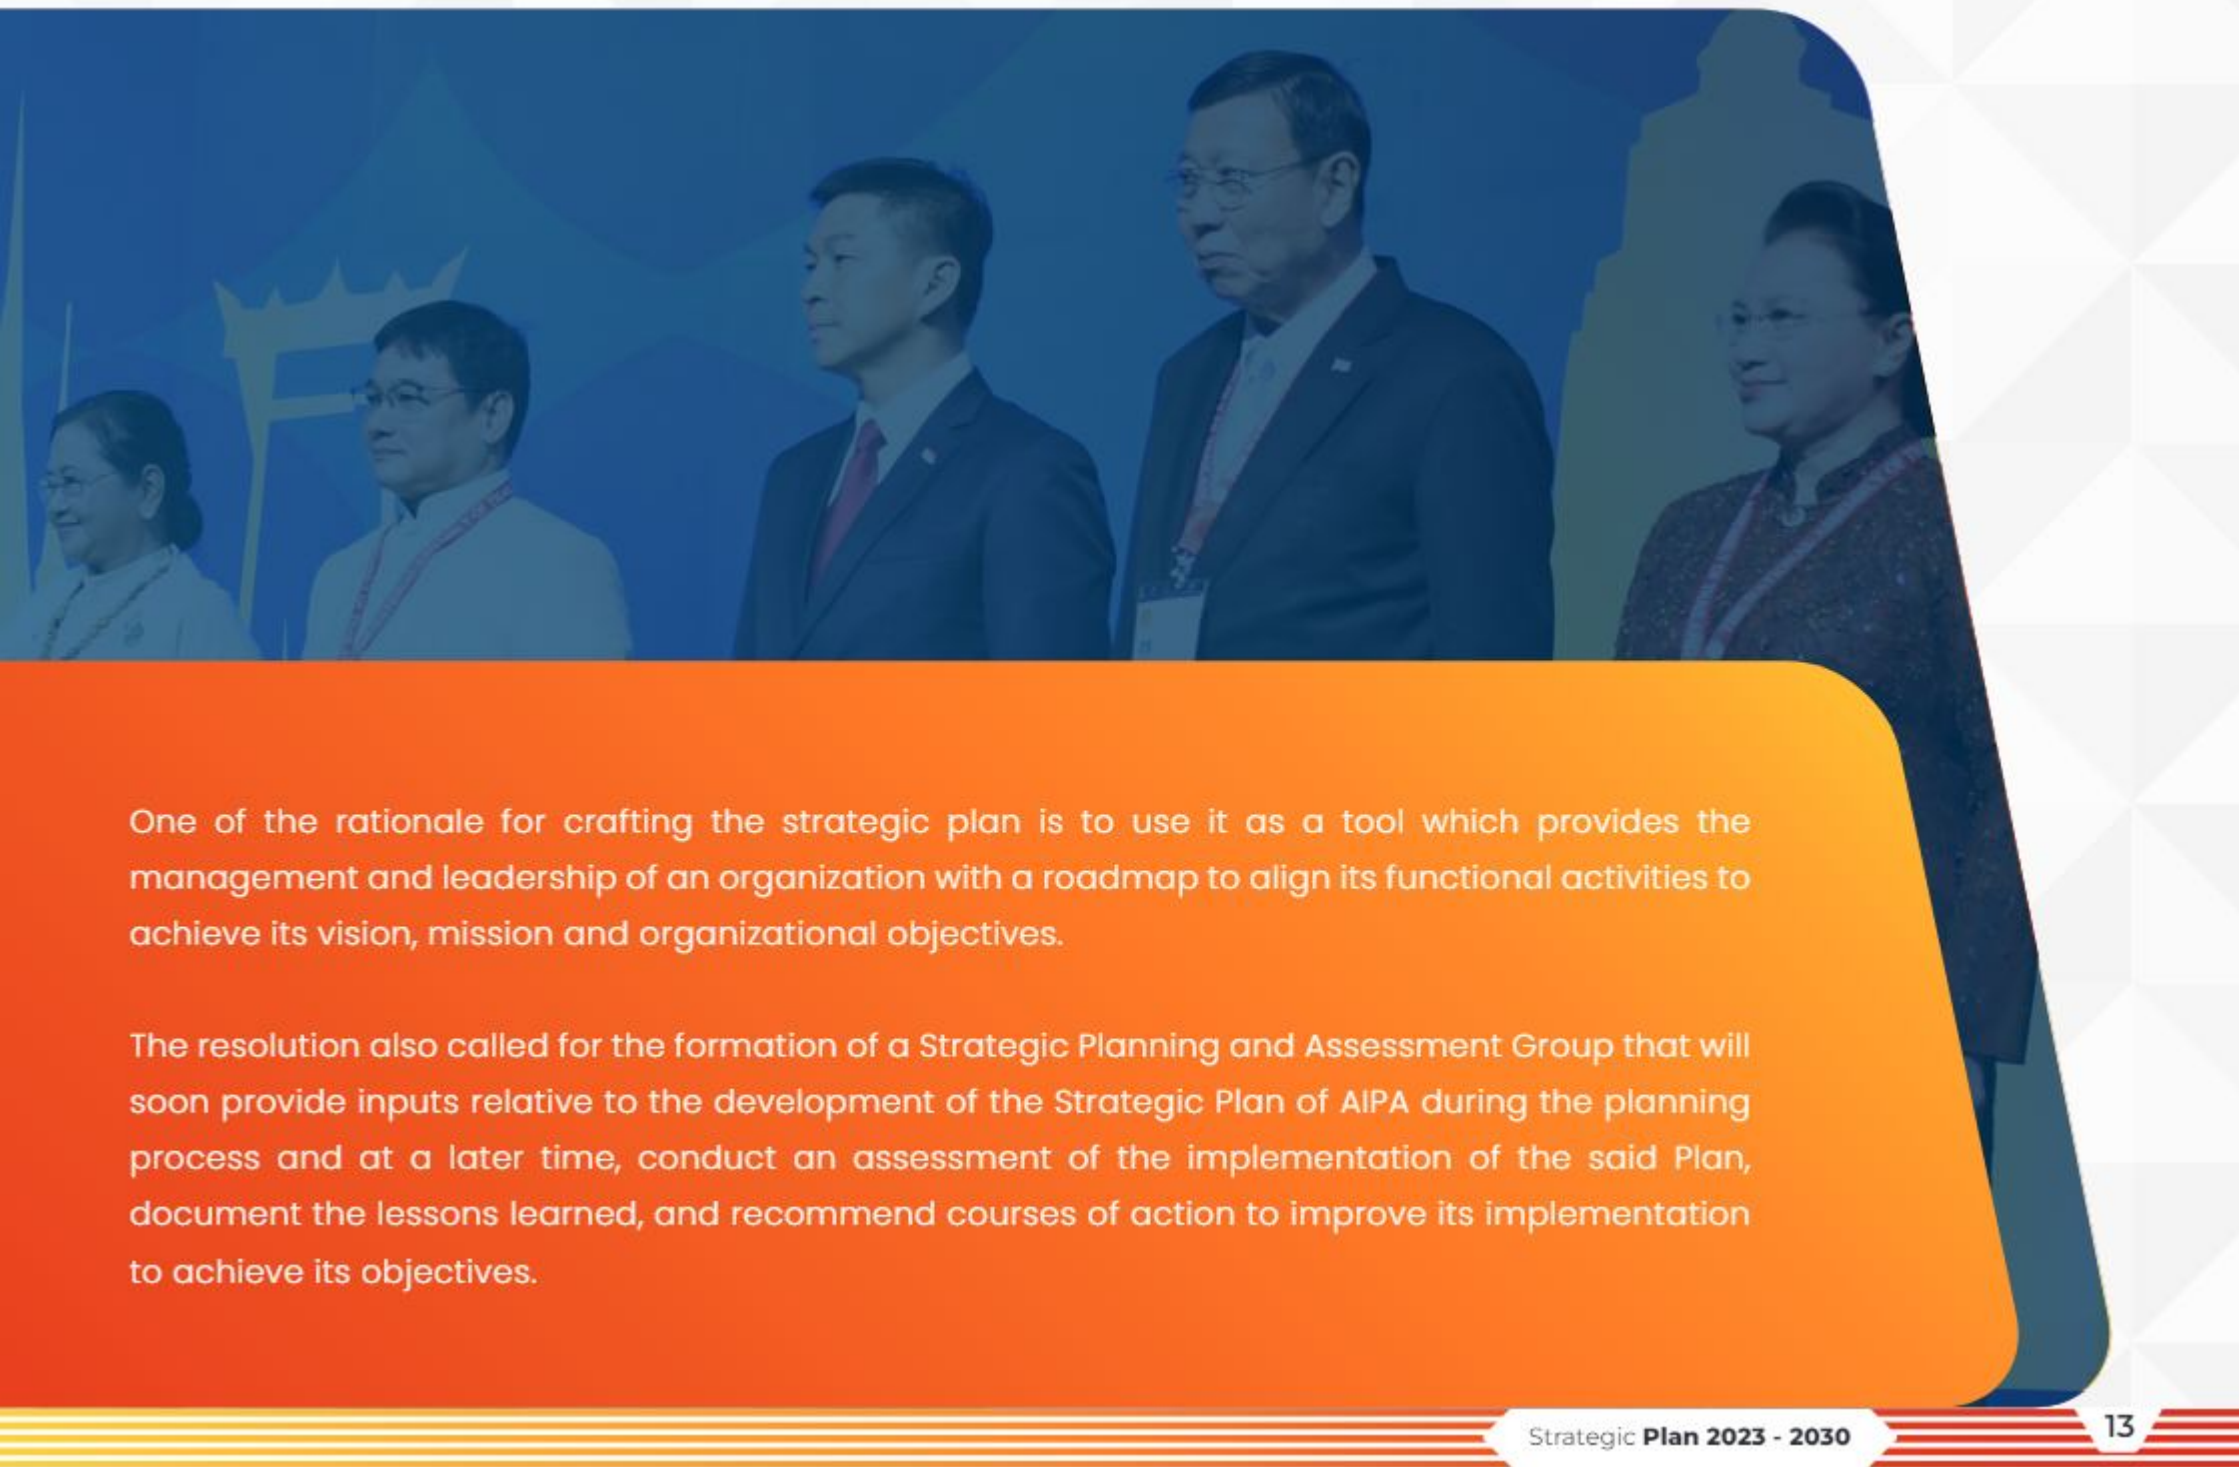 One of the rationale for crafting the strategic plan is to use it as a tool which provides the
management and leadership of an organization with a roadmap to align its functional activities to
achieve its vision, mission and organizational objectives.
The resolution also called for the formation of a Strategic Planning and Assessment Group that will
soon provide inputs relative to the development of the Strategic Plan of AIPA during the planning
process and at a later time, conduct an assessment of the implementation of the said Plan,
document the lessons learned, and recommend courses of action to improve its implementation
to achieve its objectives.
Strategic Plan 2023 - 2030
13